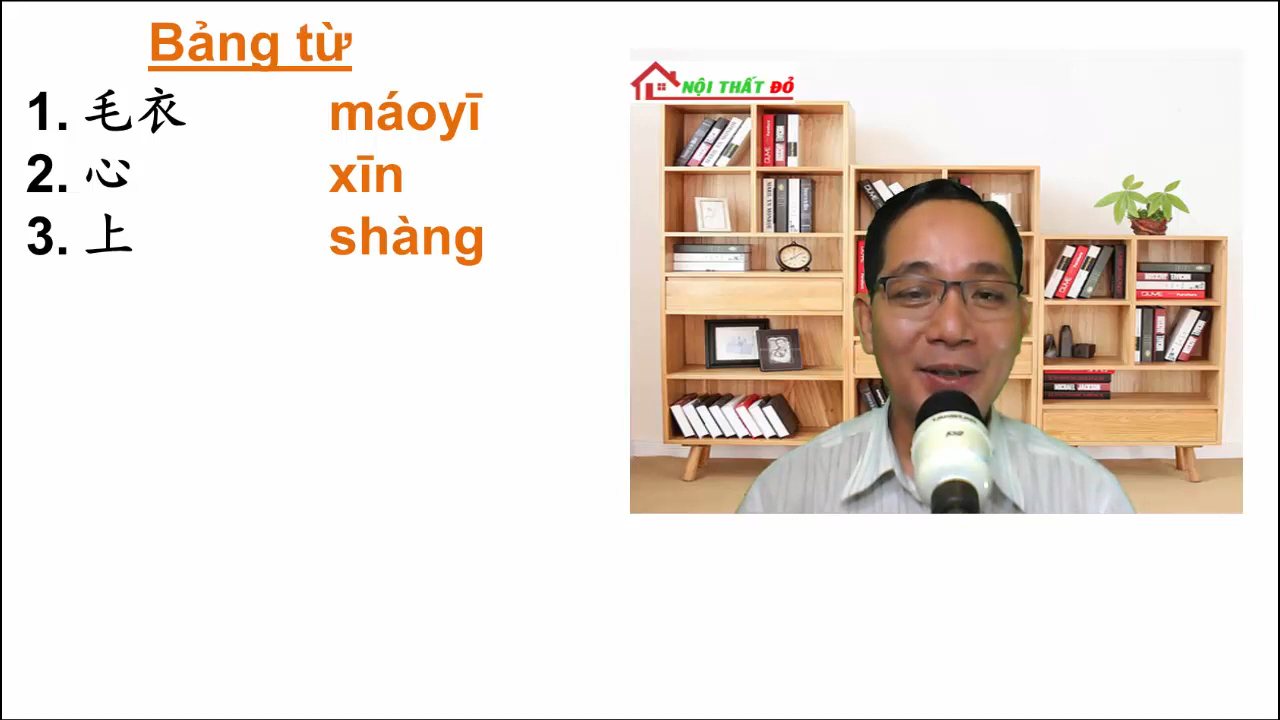 Bảng từ
1. 毛衣 máoyī
2. 心 xīn
3. 上 shàng
NỘI THẤT ĐỎ